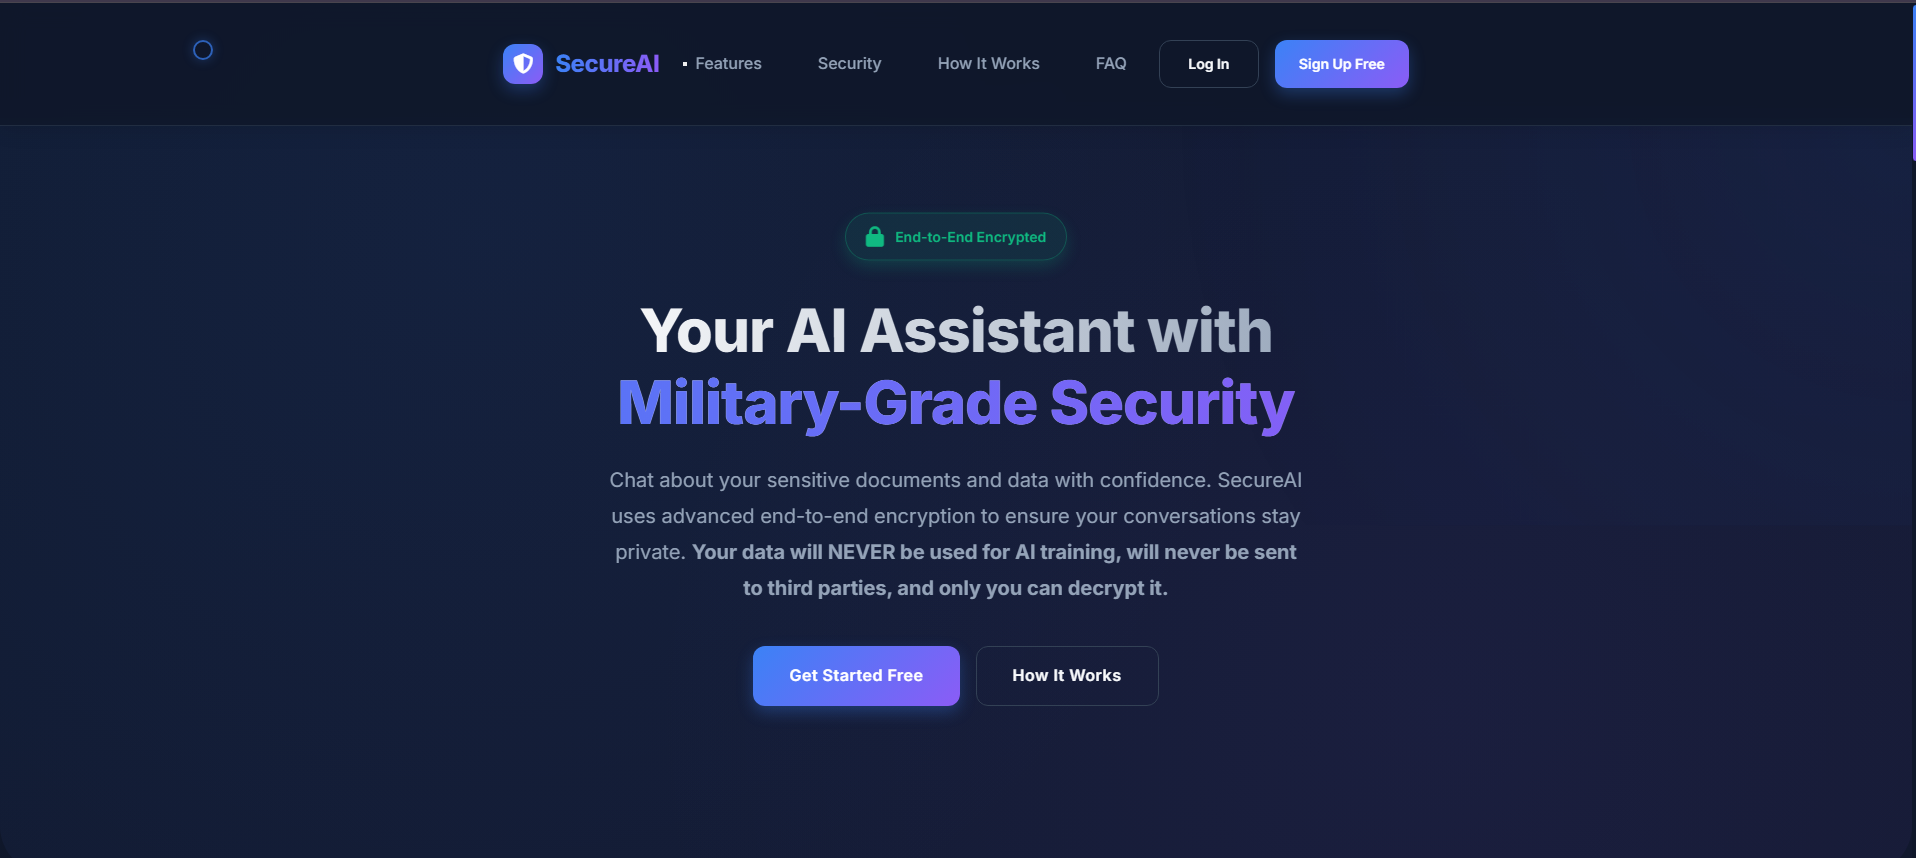 SecureAI
Features
Security
How It Works
FAQ
Log In
Sign Up Free
End-to-End Encrypted
Your AI Assistant with
Military-Grade Security
Chat about your sensitive documents and data with confidence. SecureAI
uses advanced end-to-end encryption to ensure your conversations stay
private. Your data will NEVER be used for AI training, will never be sent
to third parties, and only you can decrypt it.
Get Started Free
How It Works